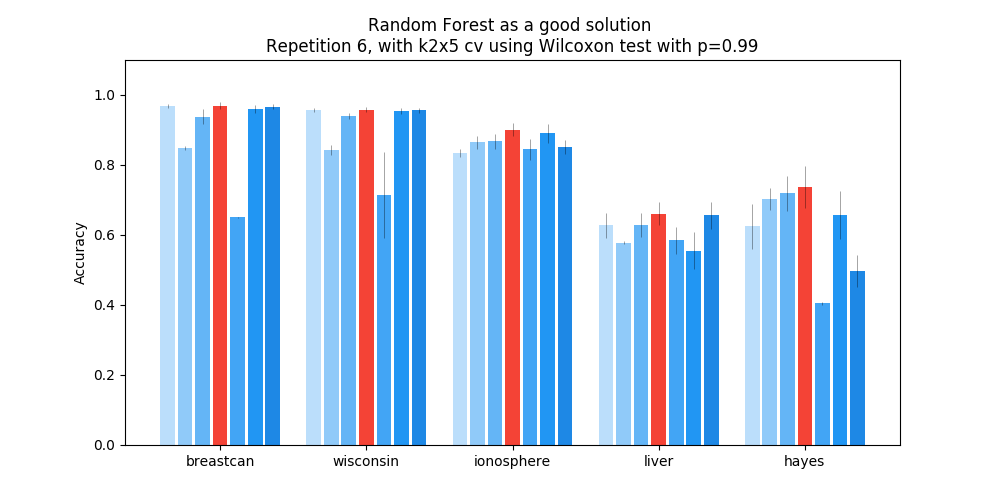 Random Forest as a good solution
Repetition 6, with k2x5 cv using Wilcoxon test with p=0.99
Accuracy
1.0
0.8
0.6
0.4
0.2
0.0
breastcan wisconsin ionosphere liver hayes